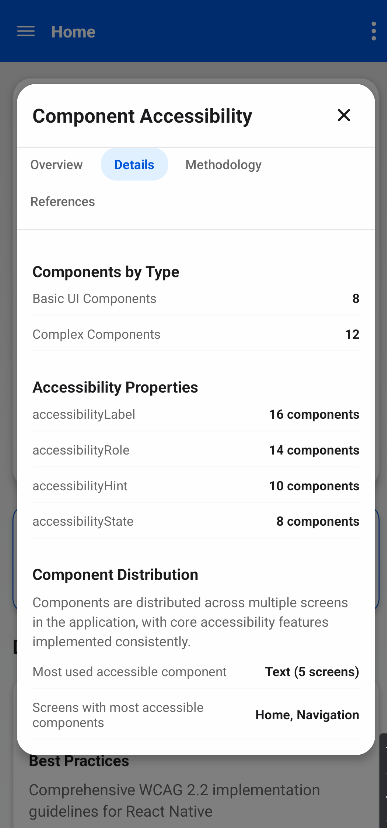 Home
Component Accessibility
Overview Details Methodology
References
Components by Type
Basic UI Components 8
Complex Components 12
Accessibility Properties
accessibilityLabel 16 components
accessibilityRole 14 components
accessibilityHint 10 components
accessibilityState 8 components
Component Distribution
Components are distributed across multiple screens
in the application, with core accessibility features
implemented consistently.
Most used accessible component Text (5 screens)
Screens with most accessible
components Home, Navigation
Best Practices
Comprehensive WCAG 2.2 implementation
guidelines for React Native